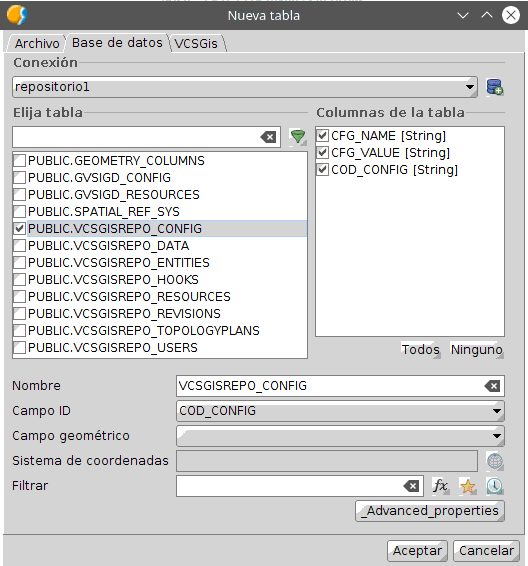 Nueva tabla
Archivo Base de datos VCSGis
Conexión
repositorio1
Elija tabla
PUBLIC.GEOMETRY_COLUMNS
PUBLIC.GVSIGD_CONFIG
PUBLIC.GVSIGD_RESOURCES
PUBLIC.SPATIAL_REF_SYS
PUBLIC.VCSGISREPO_CONFIG
PUBLIC.VCSGISREPO_DATA
PUBLIC.VCSGISREPO_ENTITIES
PUBLIC.VCSGISREPO_HOOKS
PUBLIC.VCSGISREPO_RESOURCES
PUBLIC.VCSGISREPO_REVISIONS
PUBLIC.VCSGISREPO_TOPOLOGYPLANS
PUBLIC.VCSGISREPO_USERS
Columnas de la tabla
CFG_NAME [String]
CFG_VALUE [String]
COD_CONFIG [String]
Todos Ninguno
Nombre VCSGISREPO_CONFIG
Campo ID COD_CONFIG
Campo geométrico
Sistema de coordenadas
Filtrar fx
_Advanced_properties
Aceptar Cancelar